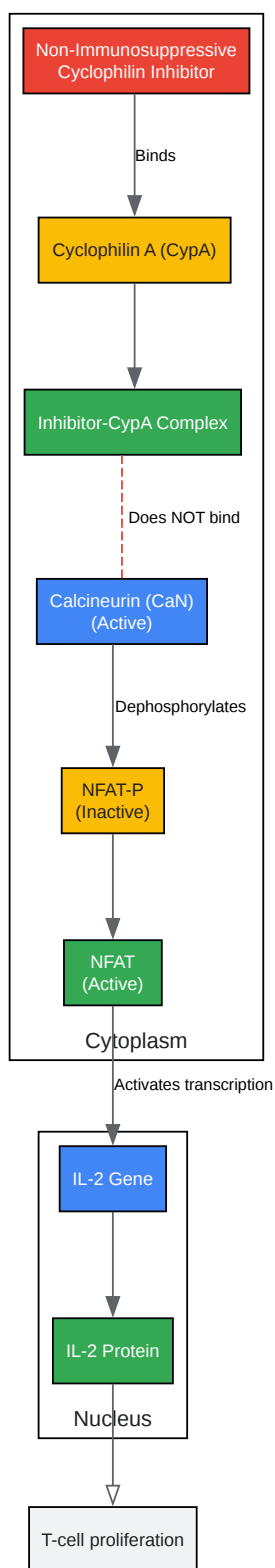 Non-Immunosuppressive
Cyclophilin Inhibitor
Binds
Cyclophilin A (CypA)
Inhibitor-CypA Complex
Does NOT bind
Calcineurin (CaN)
(Active)
Dephosphorylates
NFAT-P
(Inactive)
NFAT
(Active)
Cytoplasm
Activates transcription
IL-2 Gene
IL-2 Protein
Nucleus
T-cell proliferation